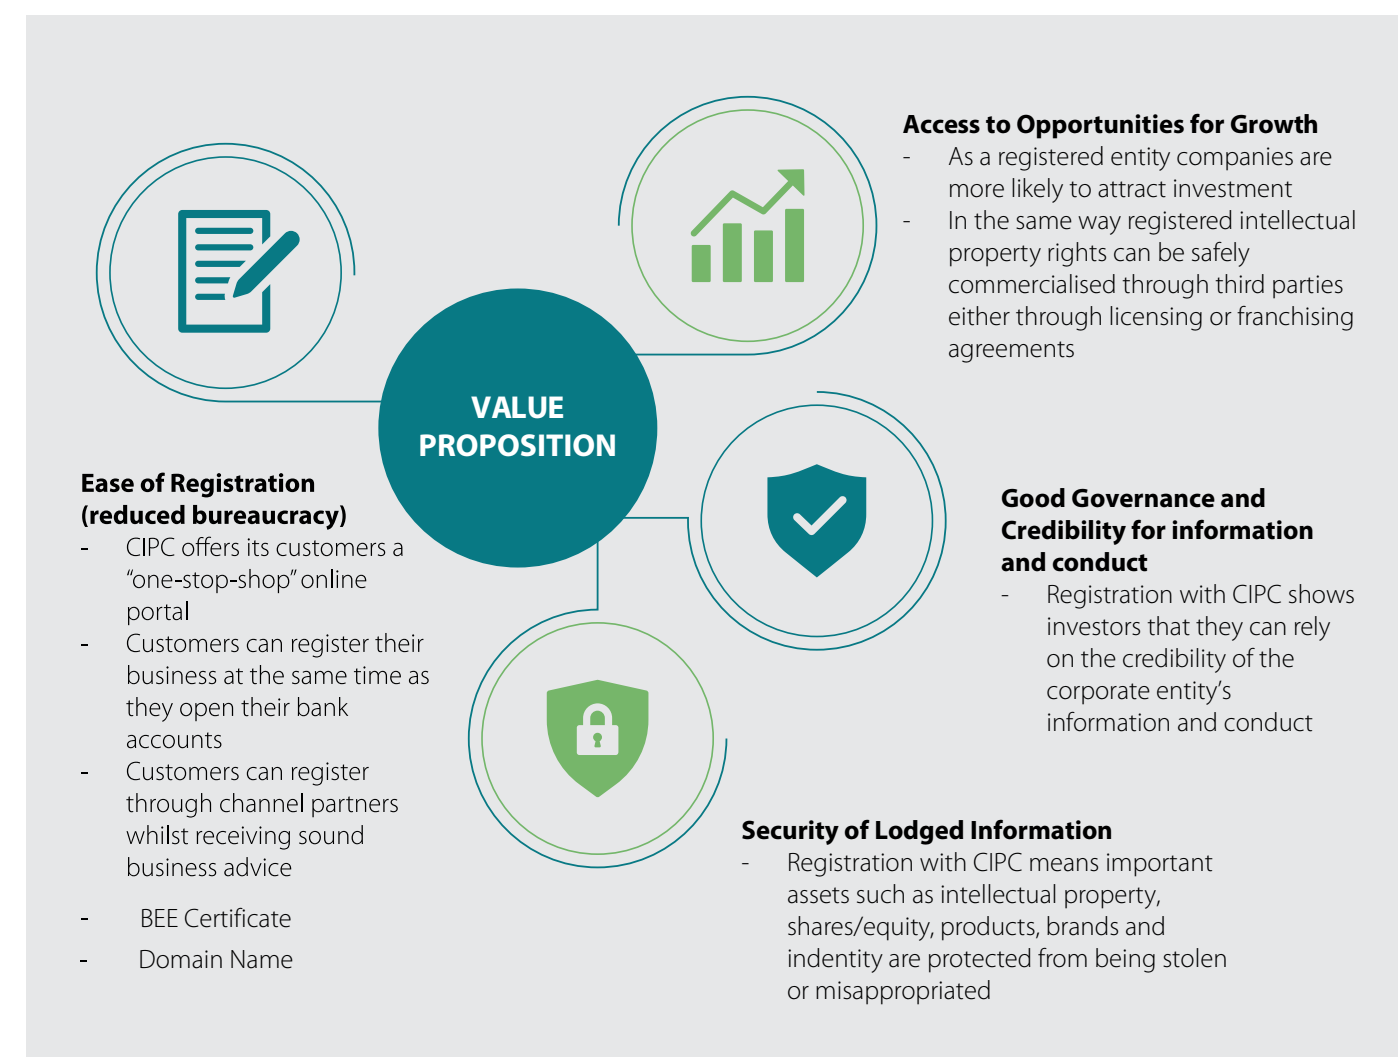 VALUE
PROPOSITION
Access to Opportunities for Growth
- As a registered entity companies are
more likely to attract investment
- In the same way registered intellectual
property rights can be safely
commercialised through third parties
either through licensing or franchising
agreements
Ease of Registration
(reduced bureaucracy)
- CIPC offers its customers a
“one-stop-shop” online
portal
- Customers can register their
business at the same time as
they open their bank
accounts
- Customers can register
through channel partners
whilst receiving sound
business advice
- BEE Certificate
- Domain Name
Good Governance and
Credibility for information
and conduct
- Registration with CIPC shows
investors that they can rely
on the credibility of the
corporate entity’s
information and conduct
Security of Lodged Information
- Registration with CIPC means important
assets such as intellectual property,
shares/equity, products, brands and
indentity are protected from being stolen
or misappropriated